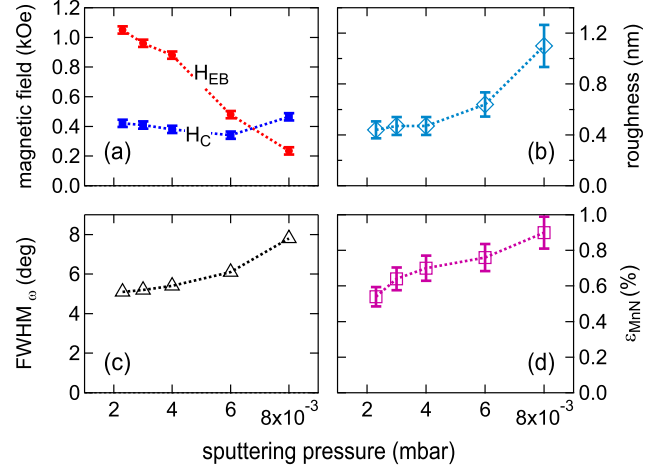 1.2
1.0
0.8
0.6
0.4
0.2
0.0
magnetic field (kOe)
H_EB
H_C
(a)
1.2
0.8
0.4
0.0
roughness (nm)
(b)
8
6
4
2
0
FWHM_ω (deg)
(c)
2 4 6 8x10⁻³
1.0
0.8
0.6
0.4
0.2
0.0
ε_MnN (%)
(d)
2 4 6 8x10⁻³
sputtering pressure (mbar)